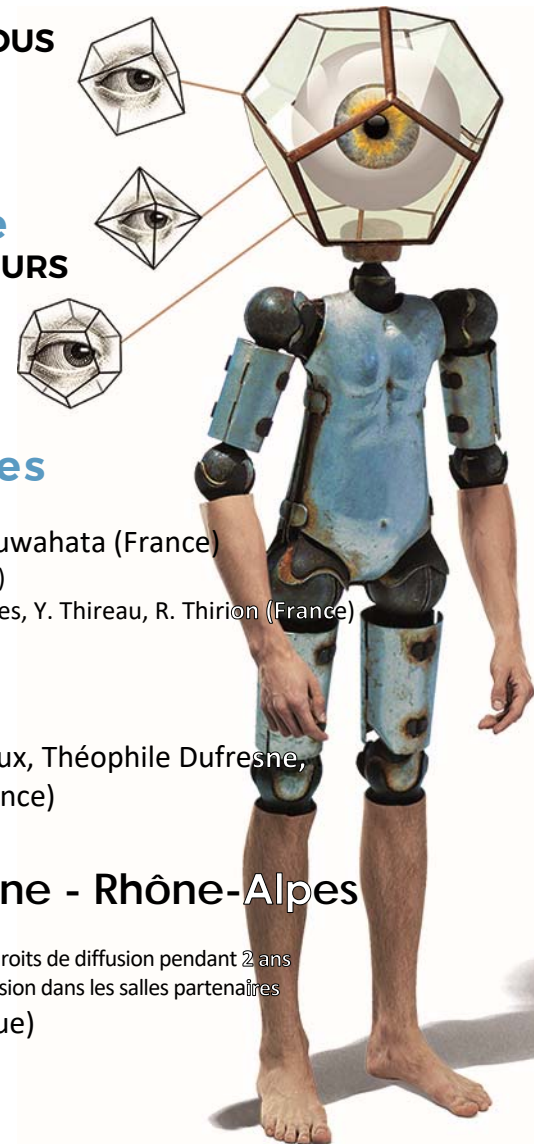 OUS
e
URS
es
uwahata (France)
)
es, Y. Thireau, R. Thirion (France)
ux, Théophile Dufresne,
nce)
ne - Rhône-Alpes
roits de diffusion pendant 2 ans
sion dans les salles partenaires
ue)